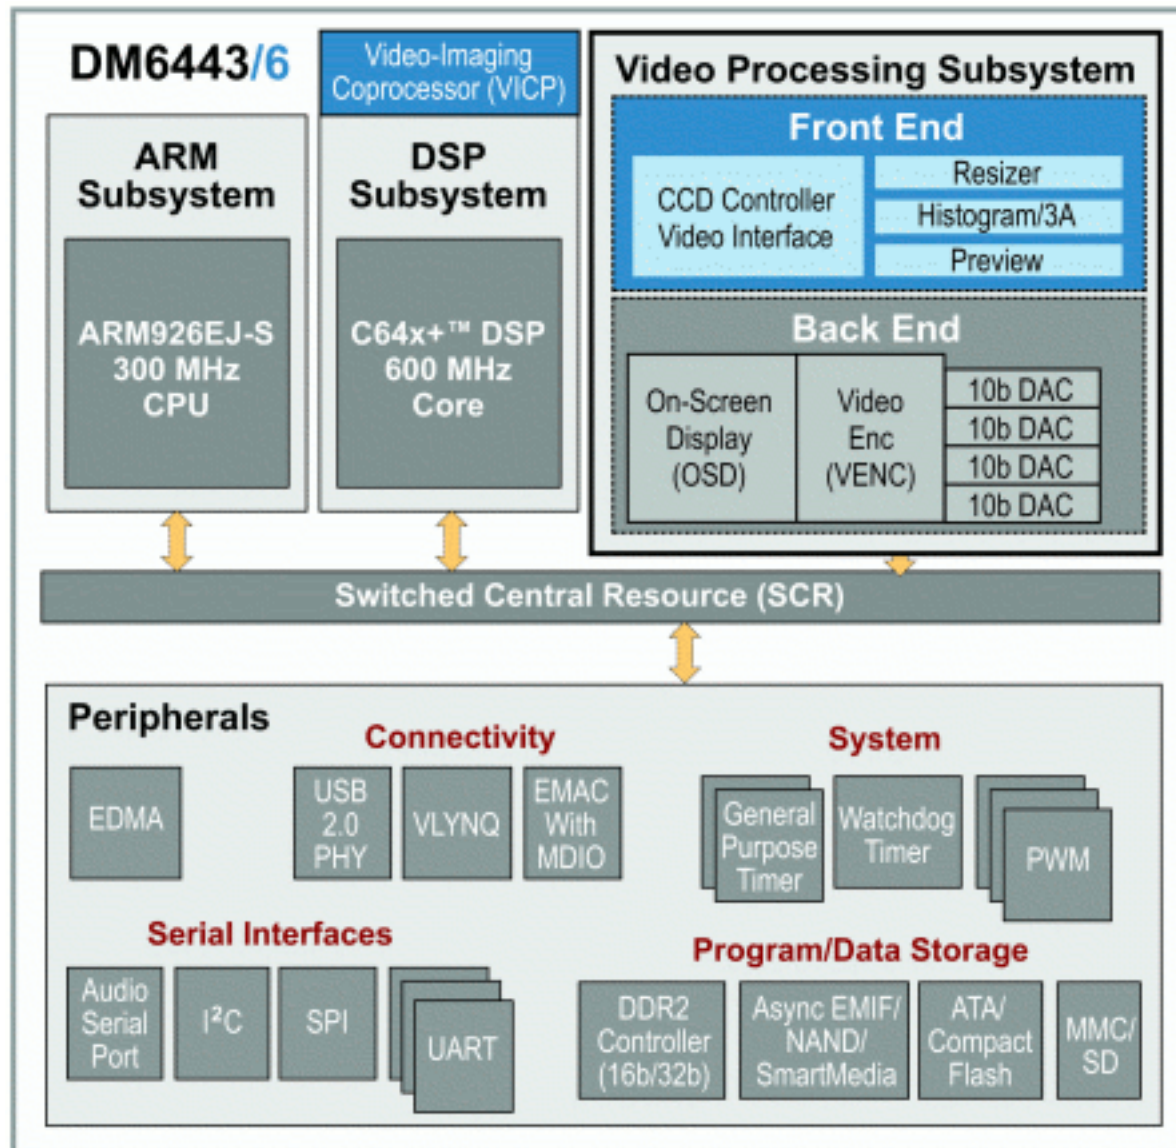 DM6443/6
Video-Imaging
Coprocessor (VICP)
ARM
Subsystem
ARM926EJ-S
300 MHz
CPU
DSP
Subsystem
C64x+™ DSP
600 MHz
Core
Video Processing Subsystem
Front End
CCD Controller
Video Interface
Resizer
Histogram/3A
Preview
Back End
On-Screen
Display
(OSD)
Video
Enc
(VENC)
10b DAC
10b DAC
10b DAC
10b DAC
Switched Central Resource (SCR)
Peripherals
EDMA
Connectivity
USB
2.0
PHY
VLYNQ
EMAC
With
MDIO
System
General
Purpose
Timer
Watchdog
Timer
PWM
Serial Interfaces
Audio
Serial
Port
I²C
SPI
UART
Program/Data Storage
DDR2
Controller
(16b/32b)
Async EMIF/
NAND/
SmartMedia
ATA/
Compact
Flash
MMC/
SD